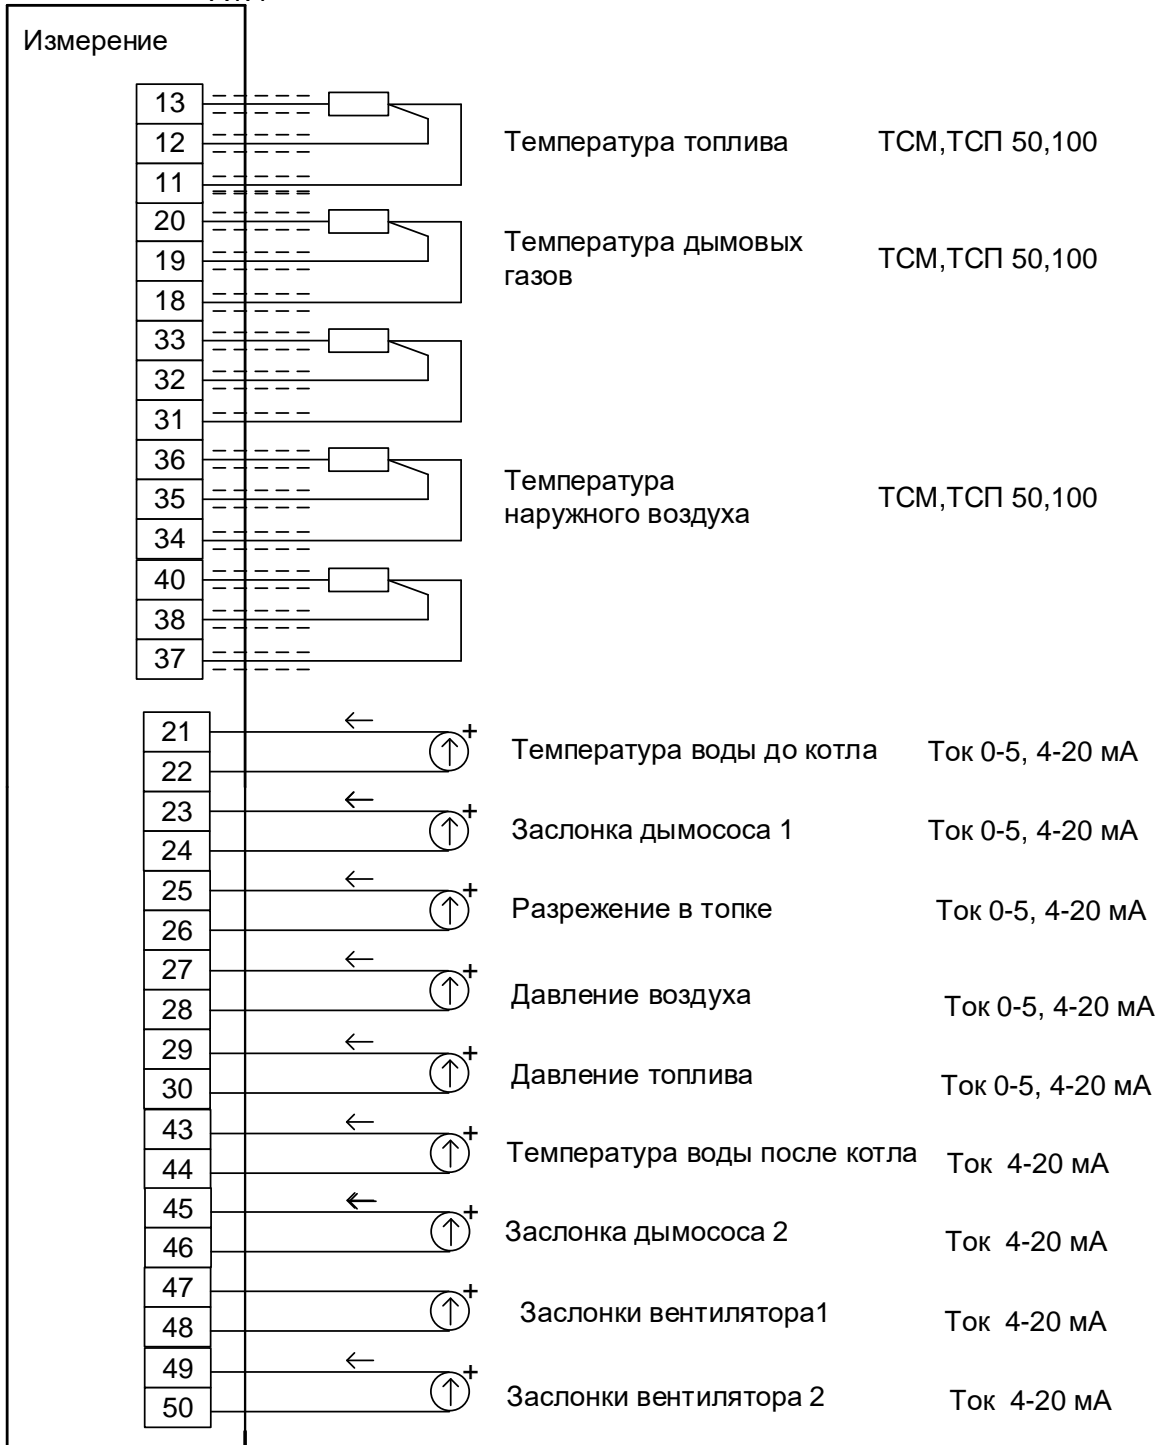 Измерение
13
12
11
Температура топлива ТСМ,ТСП 50,100
20
19
18
Температура дымовых
газов
ТСМ,ТСП 50,100
33
32
31
36
35
34
Температура
наружного воздуха
ТСМ,ТСП 50,100
40
38
37
21
22
+
Температура воды до котла Ток 0-5, 4-20 мА
23
24
+
Заслонка дымососа 1 Ток 0-5, 4-20 мА
25
26
+
Разрежение в топке Ток 0-5, 4-20 мА
27
28
+
Давление воздуха Ток 0-5, 4-20 мА
29
30
+
Давление топлива Ток 0-5, 4-20 мА
43
44
+
Температура воды после котла Ток 4-20 мА
45
46
+
Заслонка дымососа 2 Ток 4-20 мА
47
48
+
Заслонки вентилятора1 Ток 4-20 мА
49
50
+
Заслонки вентилятора 2 Ток 4-20 мА